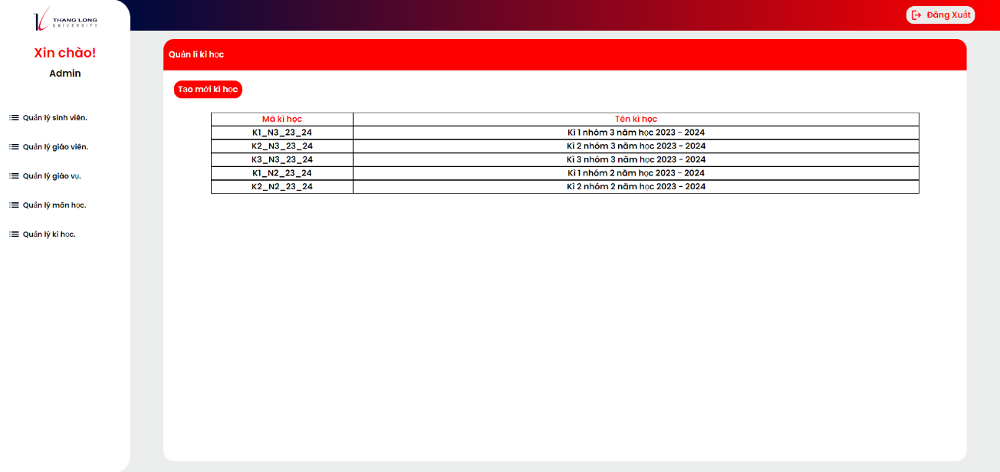 THANG LONG
UNIVERSITY
Đăng Xuất
Xin chào!
Admin
Quản lý sinh viên.
Quản lý giáo viên.
Quản lý giáo vụ.
Quản lý môn học.
Quản lý kì học.
Quản lí kì học
Tạo mới kì học
Mã kì học Tên kì học
K1_N3_23_24 Kì 1 nhóm 3 năm học 2023 - 2024
K2_N3_23_24 Kì 2 nhóm 3 năm học 2023 - 2024
K3_N3_23_24 Kì 3 nhóm 3 năm học 2023 - 2024
K1_N2_23_24 Kì 1 nhóm 2 năm học 2023 - 2024
K2_N2_23_24 Kì 2 nhóm 2 năm học 2023 - 2024